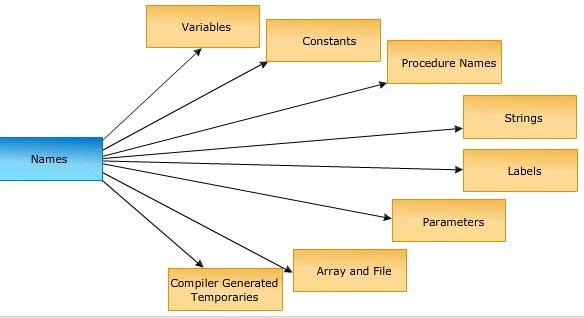 Variables
Constants
Procedure Names
Strings
Names
Labels
Parameters
Array and File
Compiler Generated
Temporaries